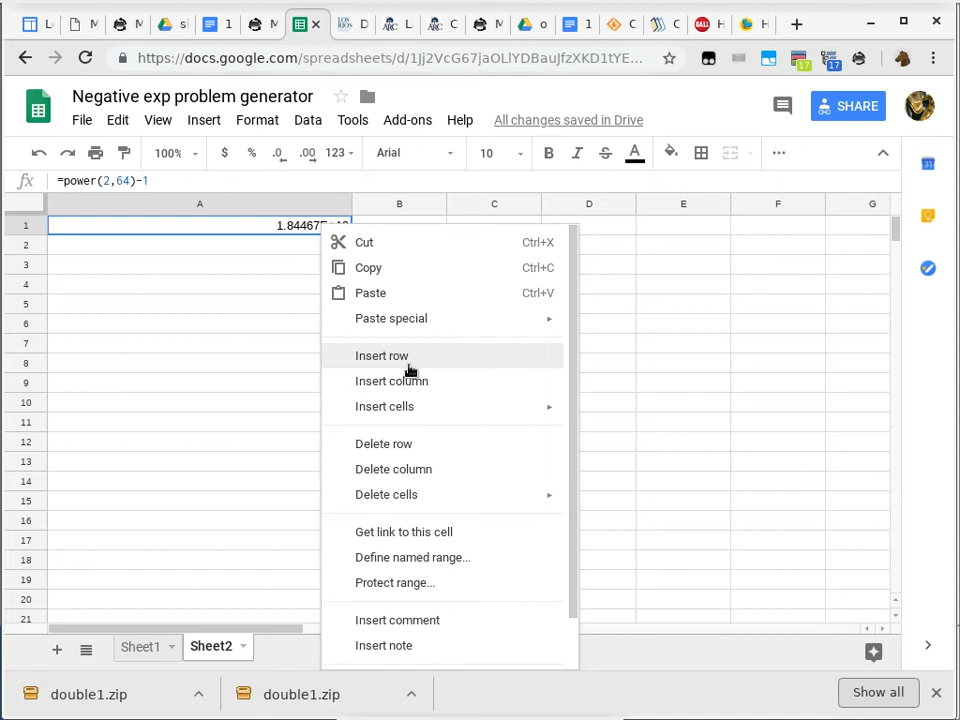 https://docs.google.com/spreadsheets/d/1Jj2VcG67jaOLlYDBauJfzXKD1tYE...
17
17
Negative exp problem generator
SHARE
File Edit View Insert Format Data Tools Add-ons Help All changes saved in Drive
100% $ % .0 .00 123 Arial 10 B I S A
fx =power(2,64)-1
A B C D E F G
1 1.84467
2
3
4
5
6
7
8
9
10
11
12
13
14
15
16
17
18
19
20
21
Cut Ctrl+X
Copy Ctrl+C
Paste Ctrl+V
Paste special
Insert row
Insert column
Insert cells
Delete row
Delete column
Delete cells
Get link to this cell
Define named range...
Protect range...
Insert comment
Insert note
Sheet1 Sheet2
double1.zip double1.zip Show all